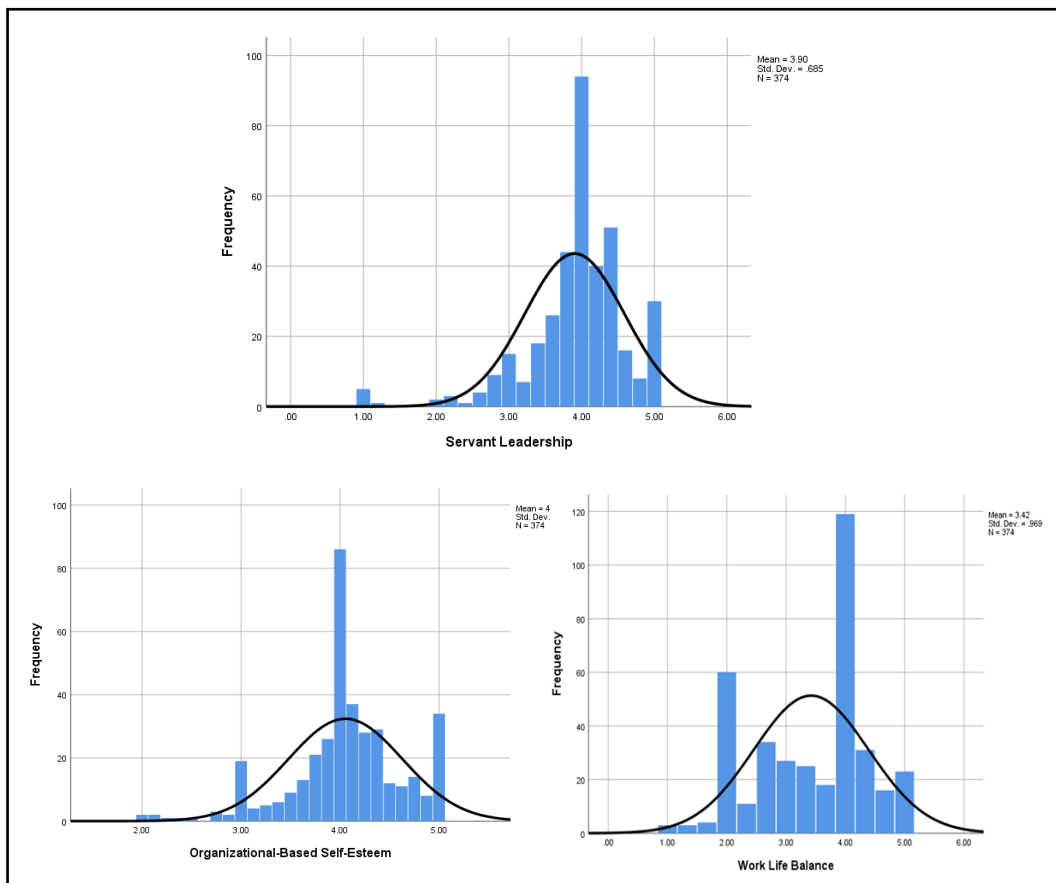 Mean = 3.90
Std. Dev. = .685
N = 374
100
80
60
40
20
0
Frequency
.00 1.00 2.00 3.00 4.00 5.00 6.00
Servant Leadership
Mean = 4
Std. Dev.
N = 374
100
80
60
40
20
0
Frequency
2.00 3.00 4.00 5.00
Organizational-Based Self-Esteem
Mean = 3.42
Std. Dev. = .969
N = 374
120
100
80
60
40
20
0
Frequency
.00 1.00 2.00 3.00 4.00 5.00 6.00
Work Life Balance